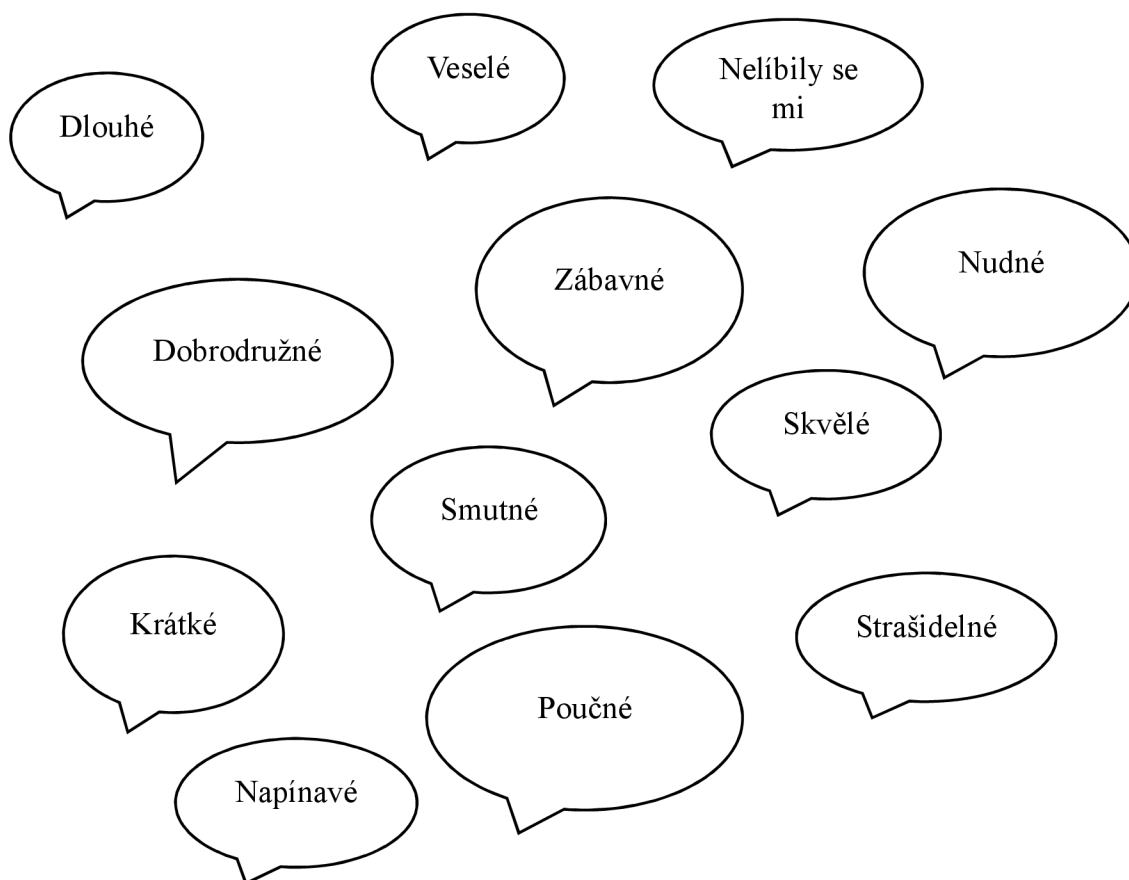 Veselé
Nelíbily se
mi
Dlouhé
Zábavné
Nudné
Dobrodružné
Skvělé
Smutné
Krátké
Strašidelné
Poučné
Napínavé